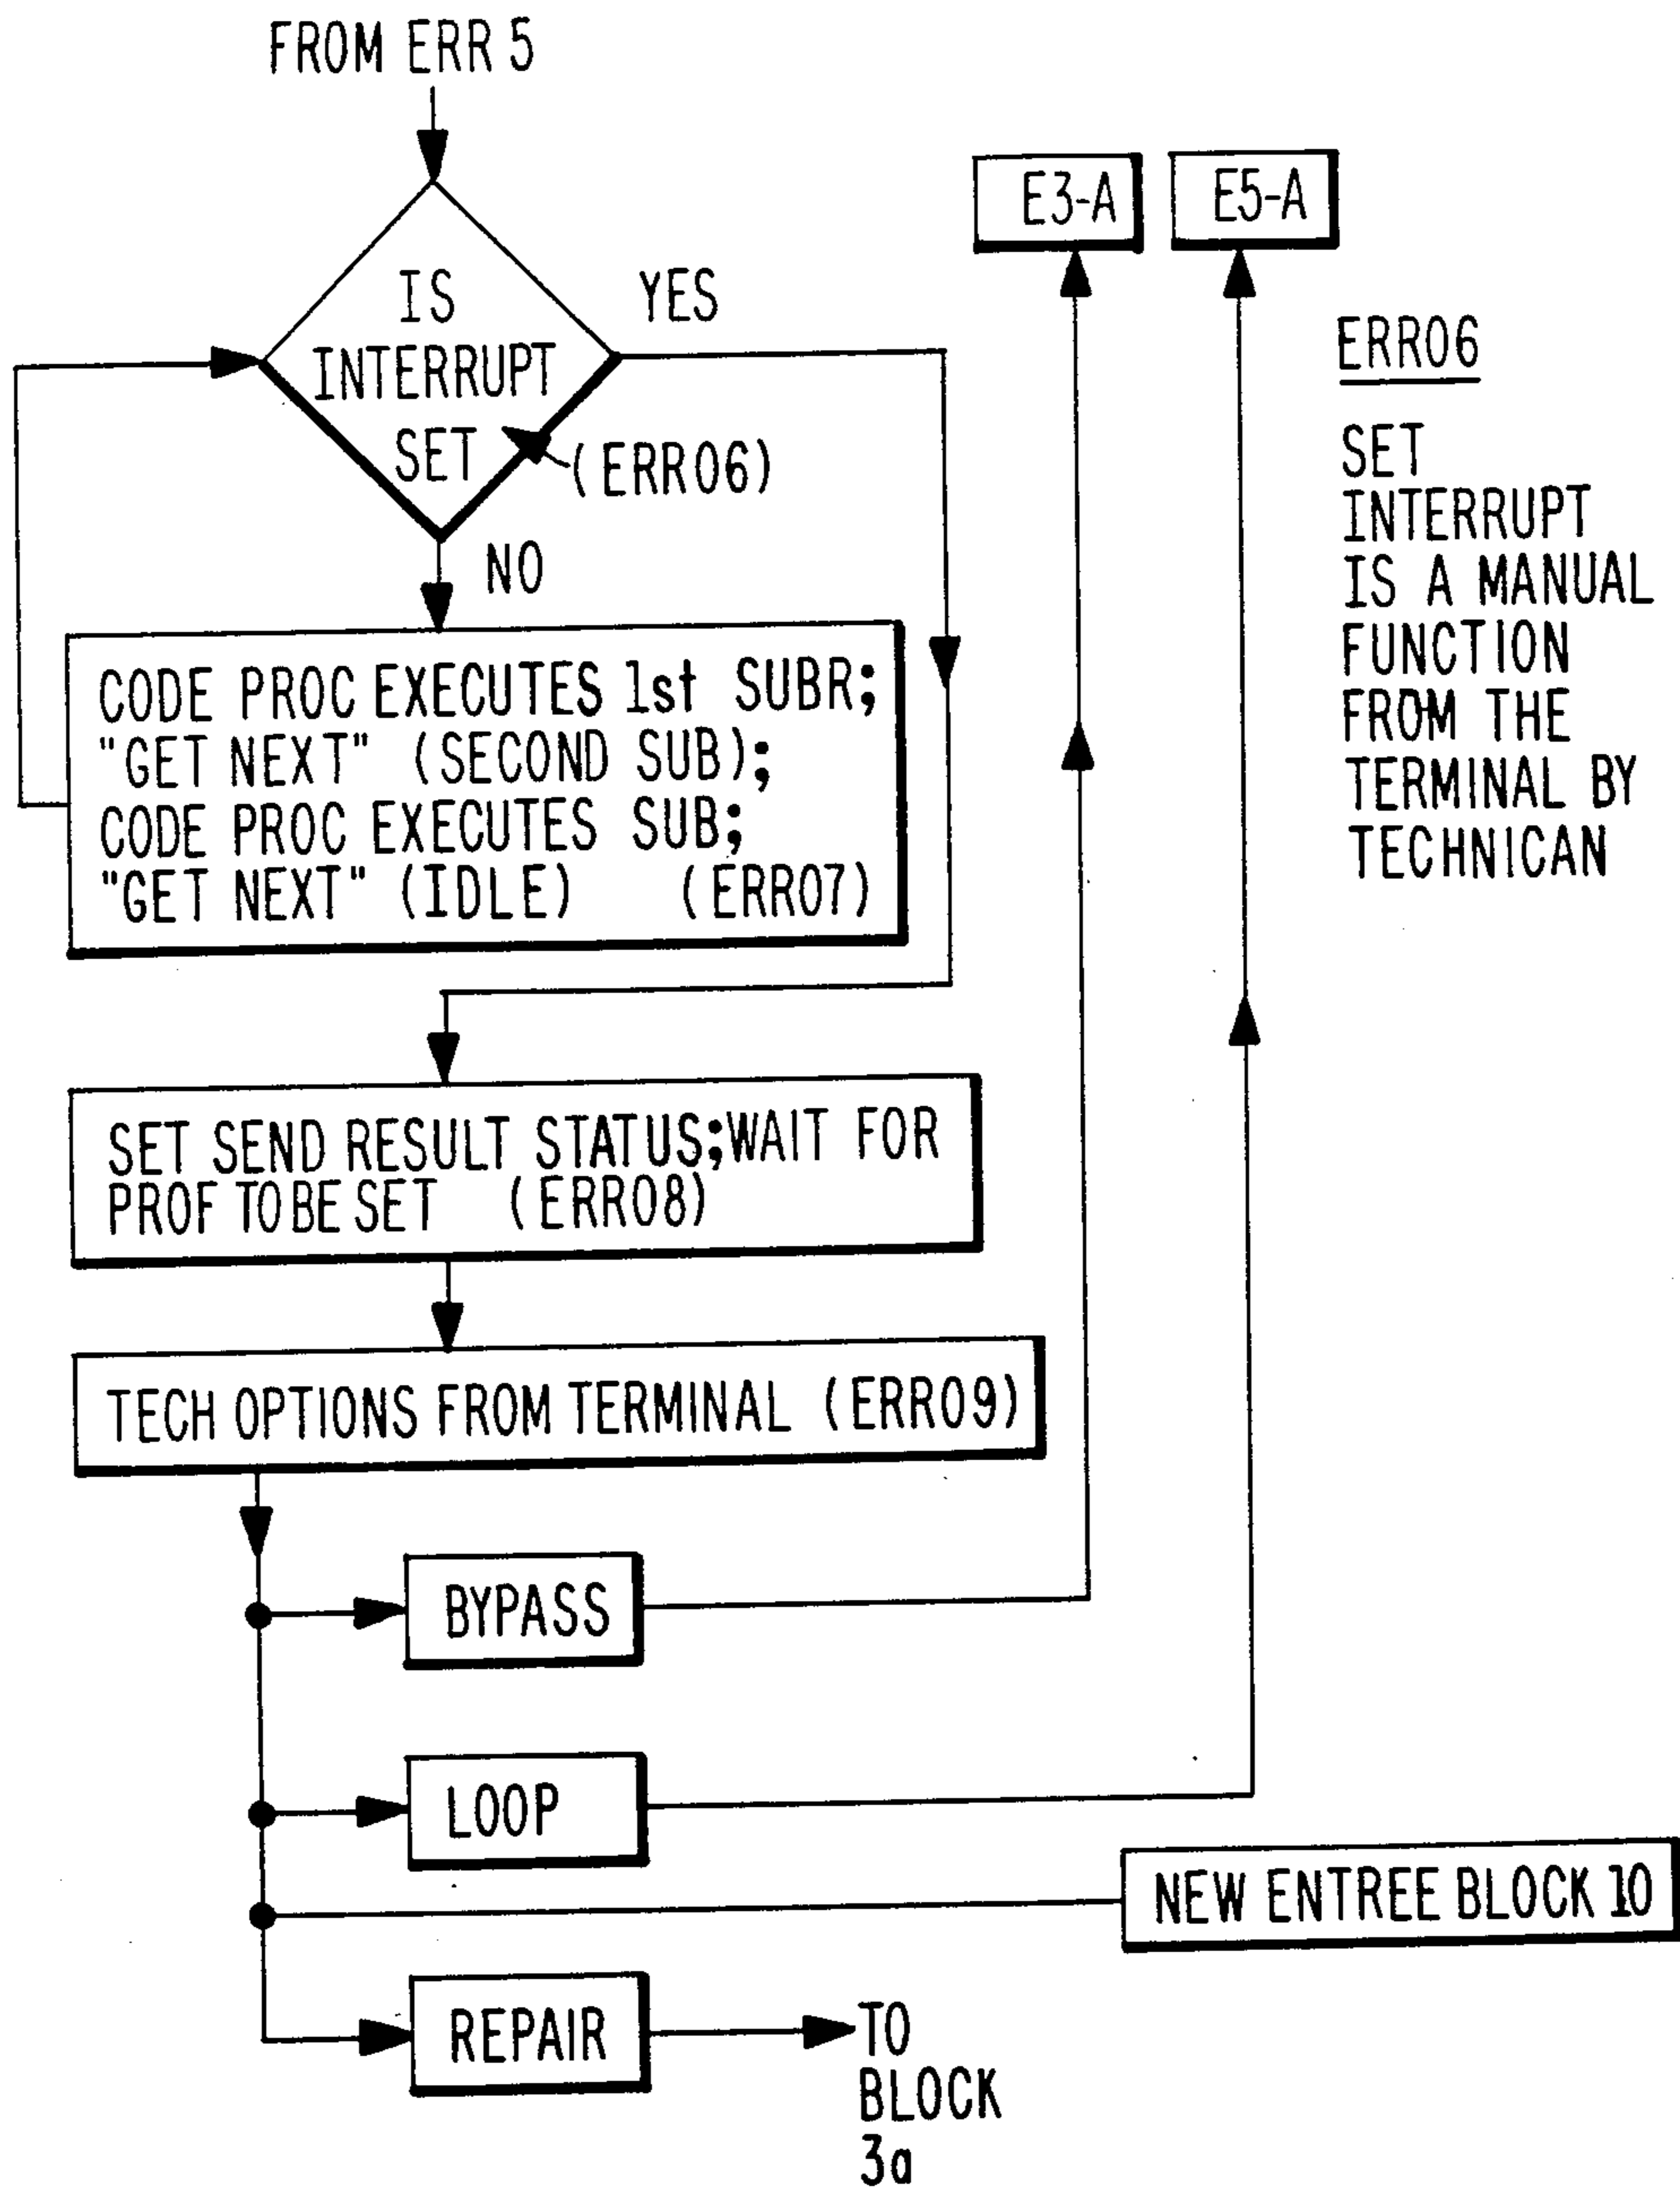 FROM ERR 5
E3-A
E5-A
IS
INTERRUPT
SET
YES
(ERR06)
NO
ERR06
SET
INTERRUPT
IS A MANUAL
FUNCTION
FROM THE
TERMINAL BY
TECHNICAN
CODE PROC EXECUTES 1st SUBR;
"GET NEXT" (SECOND SUB);
CODE PROC EXECUTES SUB;
"GET NEXT" (IDLE) (ERR07)
SET SEND RESULT STATUS;WAIT FOR
PROF TO BE SET (ERR08)
TECH OPTIONS FROM TERMINAL (ERR09)
BYPASS
LOOP
NEW ENTREE BLOCK 10
REPAIR
TO
BLOCK
3a